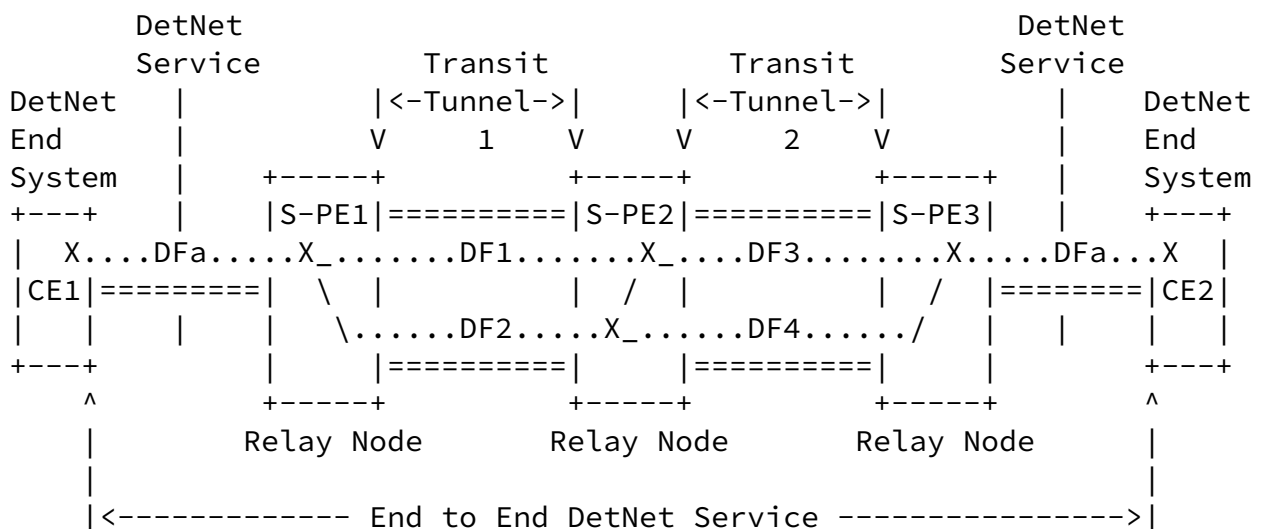 DetNet                                             DetNet
        Service           Transit            Transit       Service
DetNet    |            |<-Tunnel->|      |<-Tunnel->|          |    DetNet
End       |            V     1    V      V     2    V          |    End
System    |      +-----+          +-----+          +-----+    |    System
+---+     |      |S-PE1|==========|S-PE2|==========|S-PE3|    |    +---+
|  X....DFa.....X_.......DF1.......X_....DF3........X.....DFa...X  |
|CE1|=========|  \  |          |  /  |          |  /  |========|CE2|
|   |    |    |   \......DF2.....X_......DF4....../   |   |    |   |
+---+         |     |==========|     |==========|     |        +---+
    ^         +-----+          +-----+          +-----+        ^
    |        Relay Node       Relay Node       Relay Node      |
    |                                                          |
    |<------------- End to End DetNet Service --------------->|